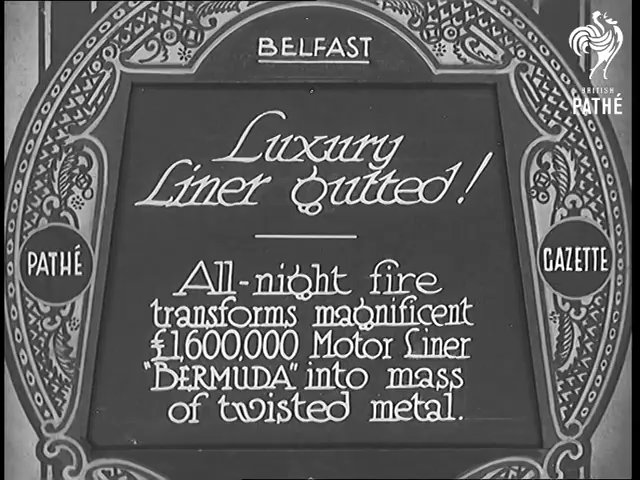 BELFAST
BRITISH
PATHÉ
Luxury
Liner gutted!
PATHÉ
GAZETTE
All-night fire
transforms magnificent
£1,600,000 Motor Liner
"BERMUDA" into mass
of twisted metal.